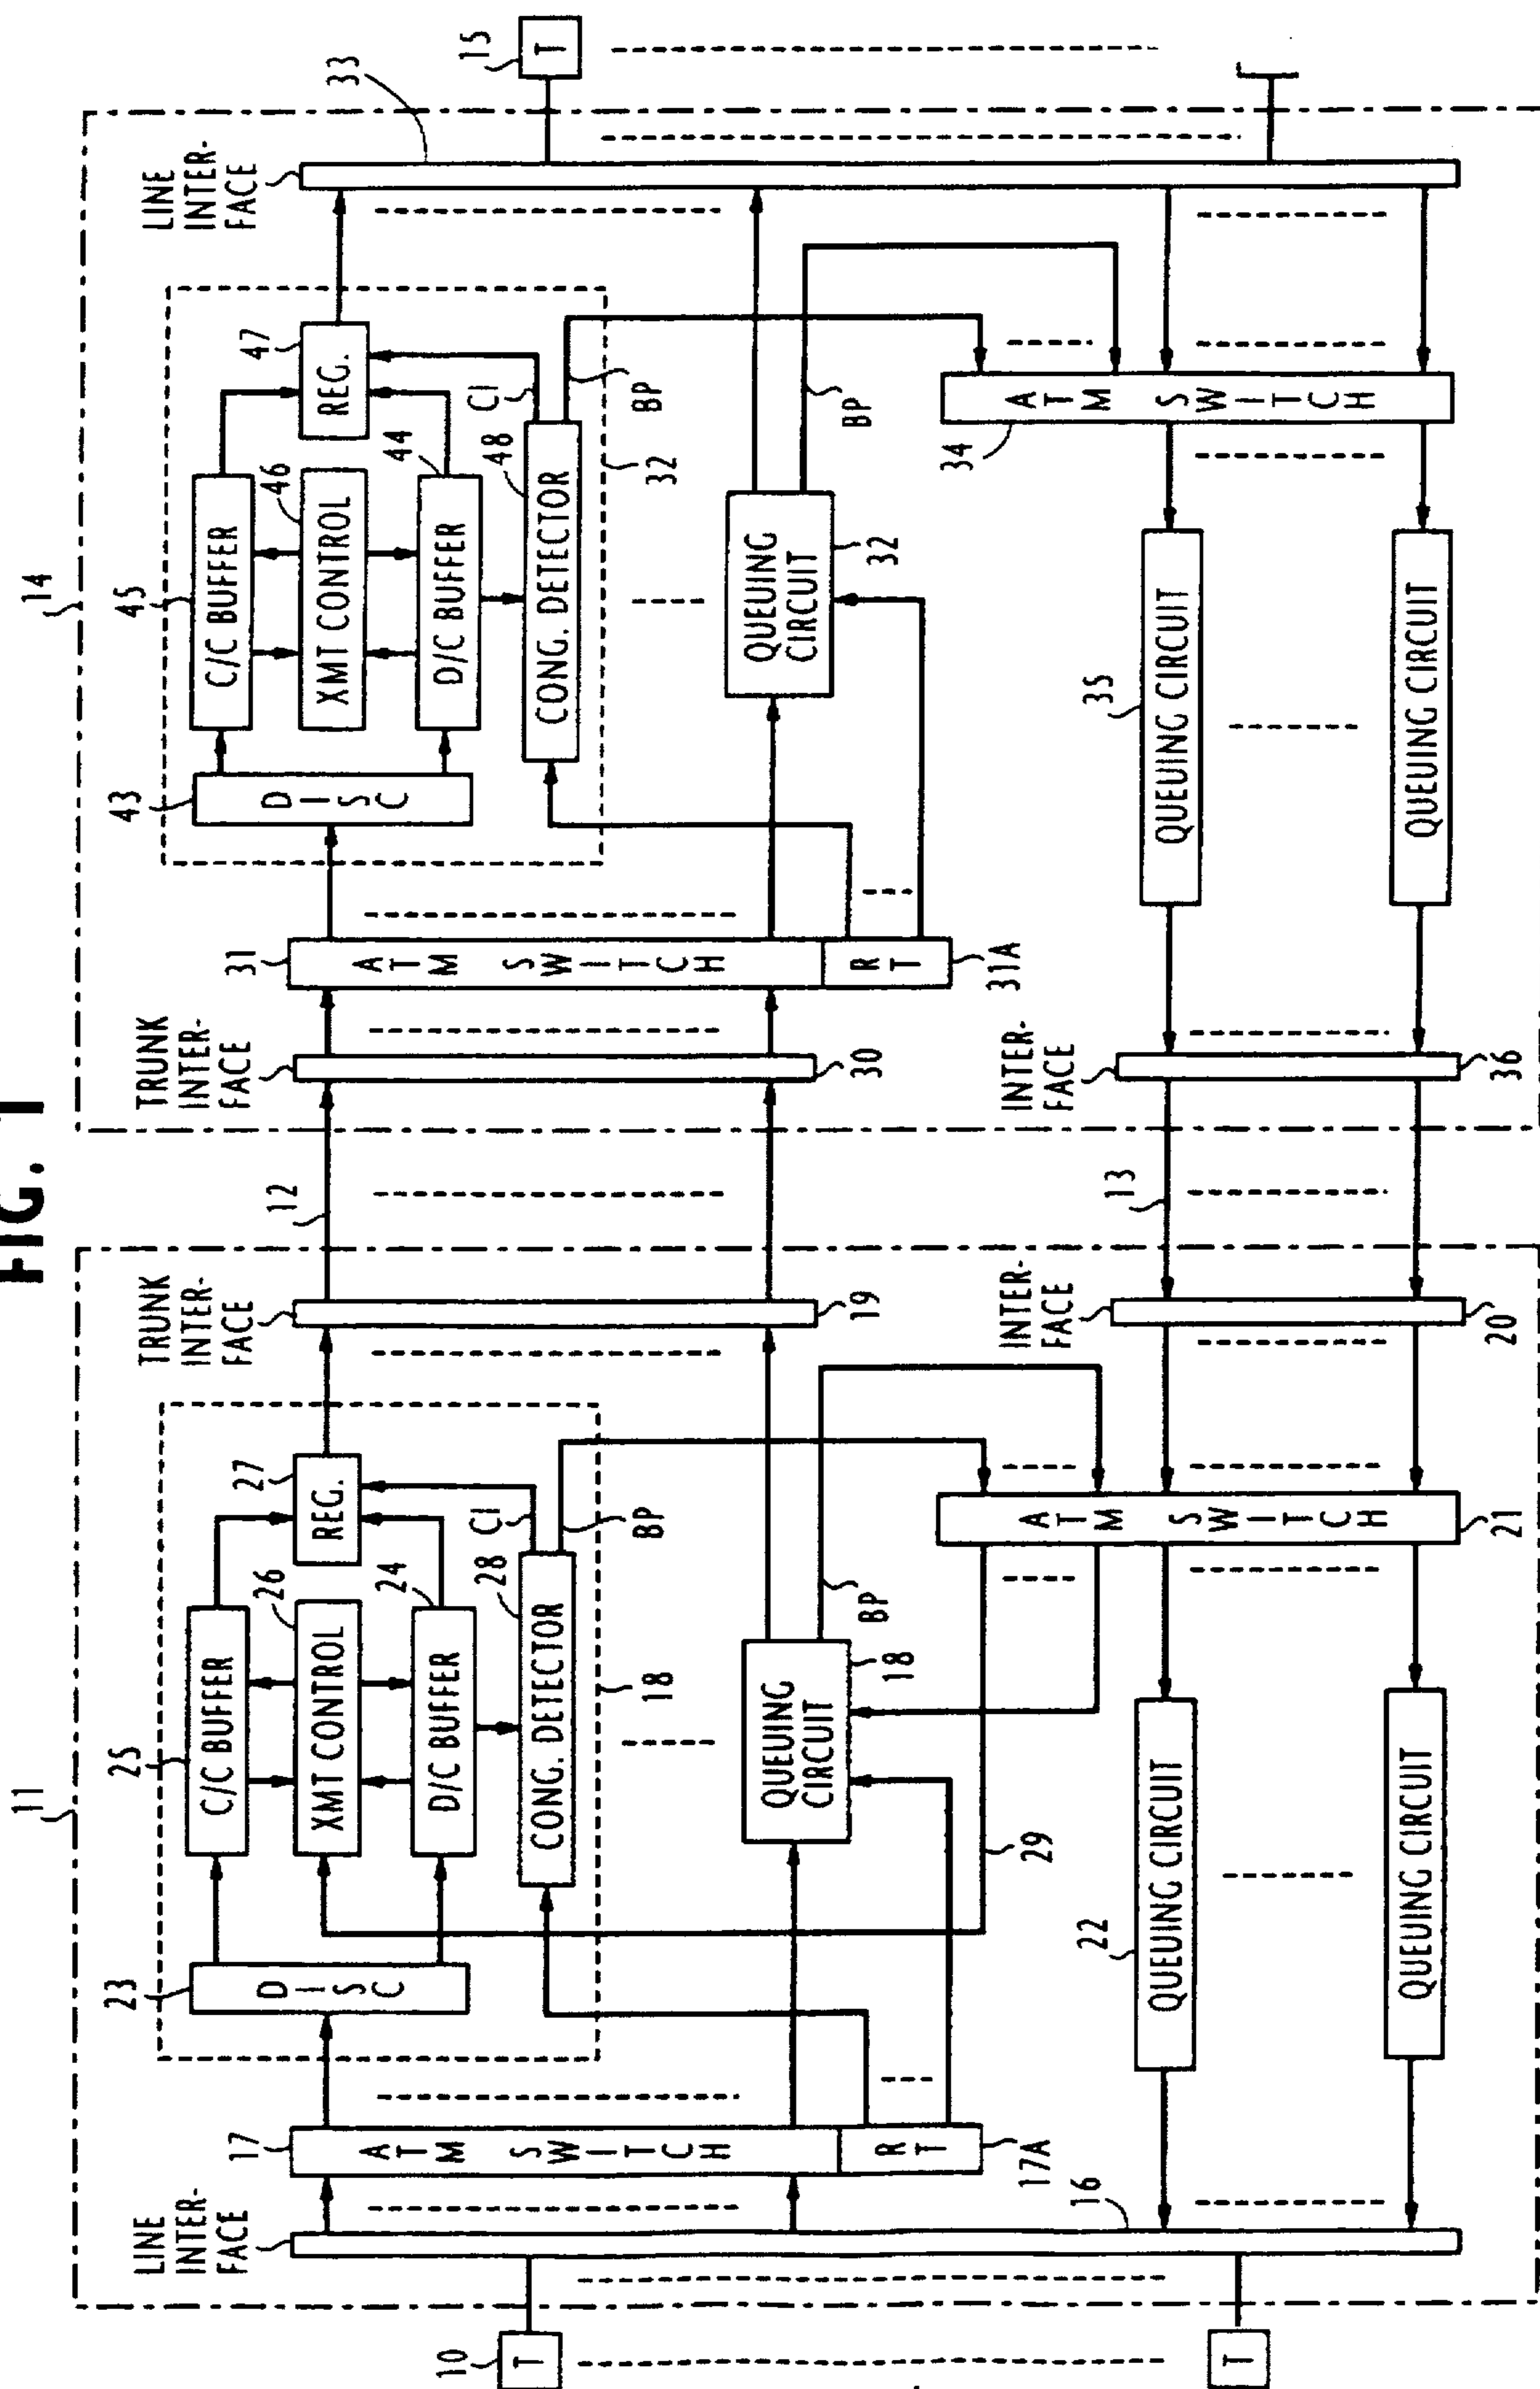 FIG. 1
11
14
LINE
INTER-
FACE
17
ATM SWITCH
RT
17A
16
10
T
T
23
DISC
25
C/C BUFFER
26
XMT CONTROL
24
D/C BUFFER
27
REG.
28
CONG. DETECTOR
CI
BP
18
QUEUING
CIRCUIT
18
BP
29
22
QUEUING CIRCUIT
QUEUING CIRCUIT
ATM SWITCH
21
TRUNK
INTER-
FACE
19
INTER-
FACE
20
12
13
TRUNK
INTER-
FACE
30
INTER-
FACE
36
31
ATM SWITCH
RT
31A
43
DISC
45
C/C BUFFER
46
XMT CONTROL
44
D/C BUFFER
47
REG.
48
CONG. DETECTOR
CI
BP
32
QUEUING
CIRCUIT
32
BP
35
QUEUING CIRCUIT
QUEUING CIRCUIT
34
ATM SWITCH
LINE
INTER-
FACE
33
15
T